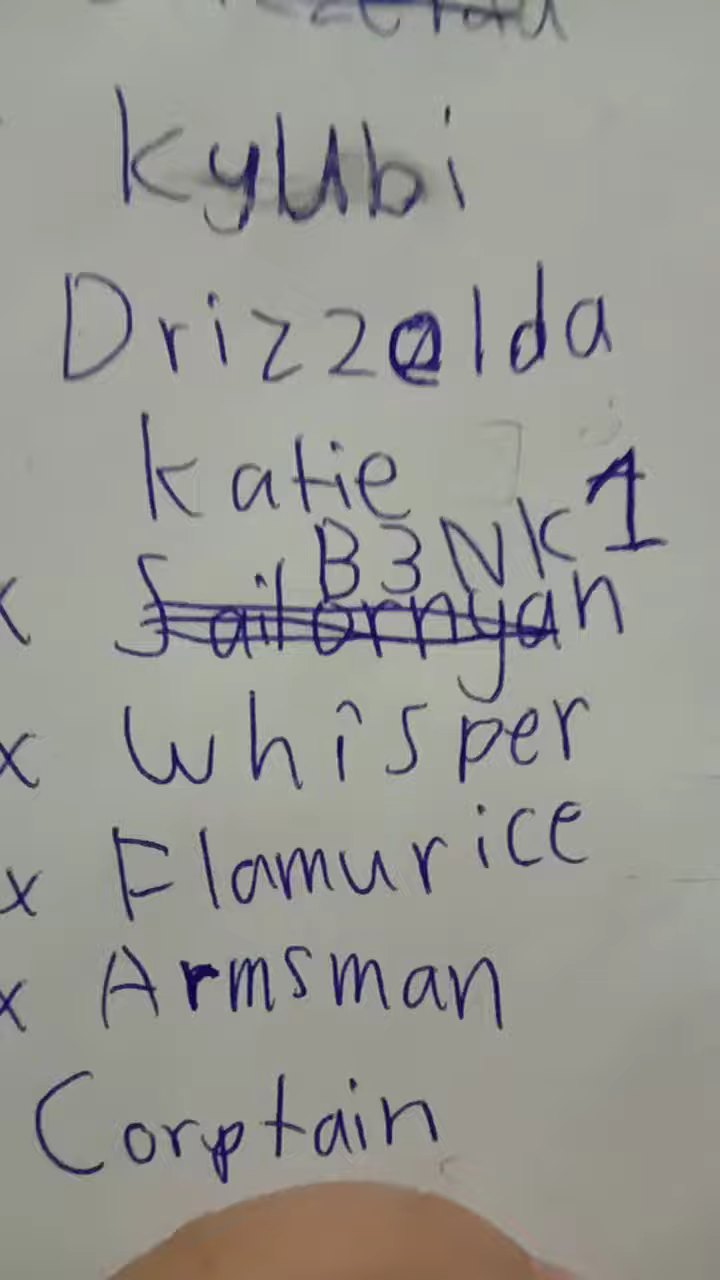 Kyubi
Drizzelda
Katie
B3NK1
x Sailornyan
x Whisper
x Flamurice
x Armsman
Corptain